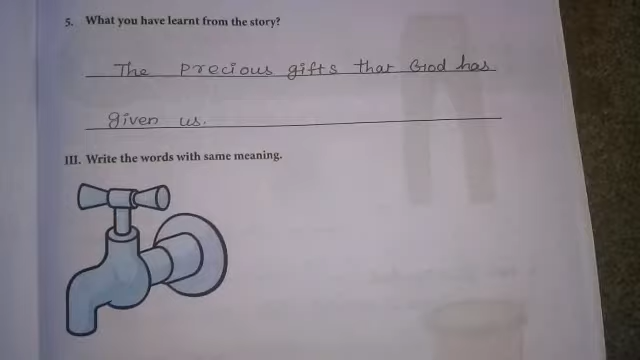 5. What you have learnt from the story?
The precious gifts that God has
given us.
III. Write the words with same meaning.